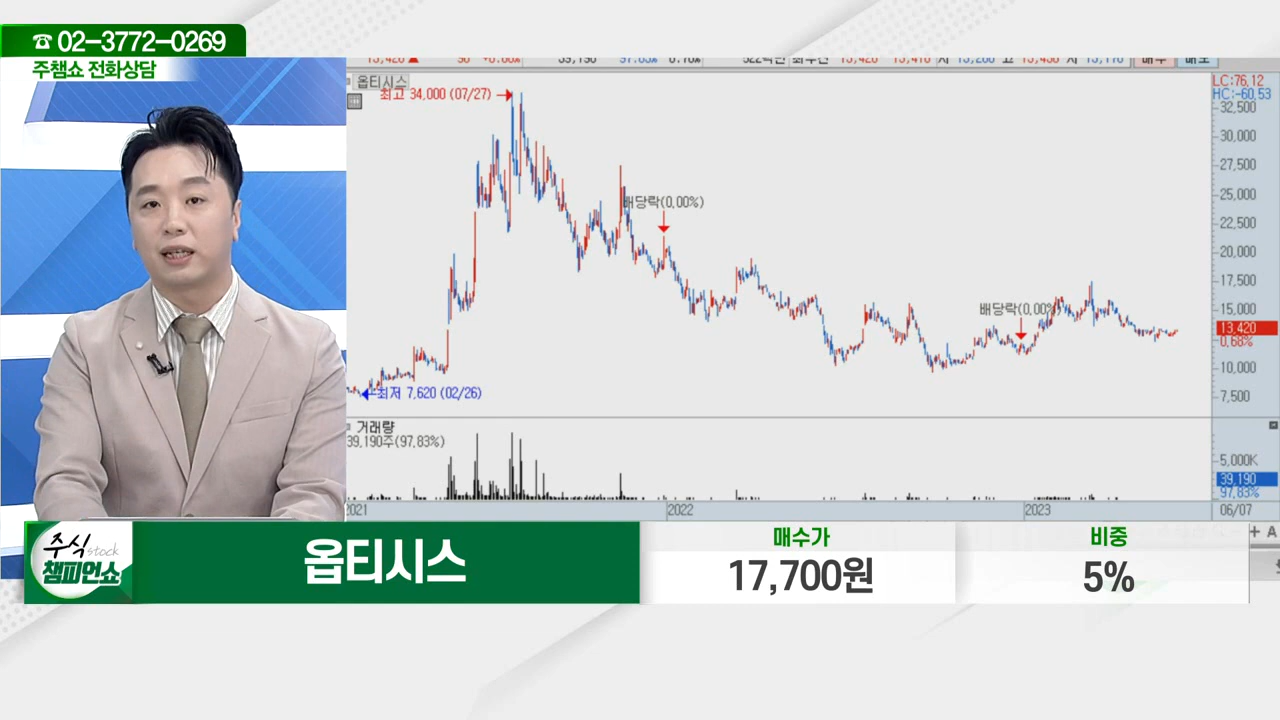 ☎ 02-3772-0269
주챔쇼 전화상담
옵티시스
최고 34,000 (07/27)
LC:76,12
HC:-60,53
32,500
30,000
27,500
25,000
22,500
20,000
17,500
15,000
13,420
0,68%
10,000
7,500
배당락(0,00%)
배당락(0,00%)
최저 7,620 (02/26)
거래량
39,190주(97,83%)
5,000K
39,190
97,83%
2021
2022
2023
06/07
+ A
주식 stock
챔피언쇼
옵티시스
매수가
17,700원
비중
5%